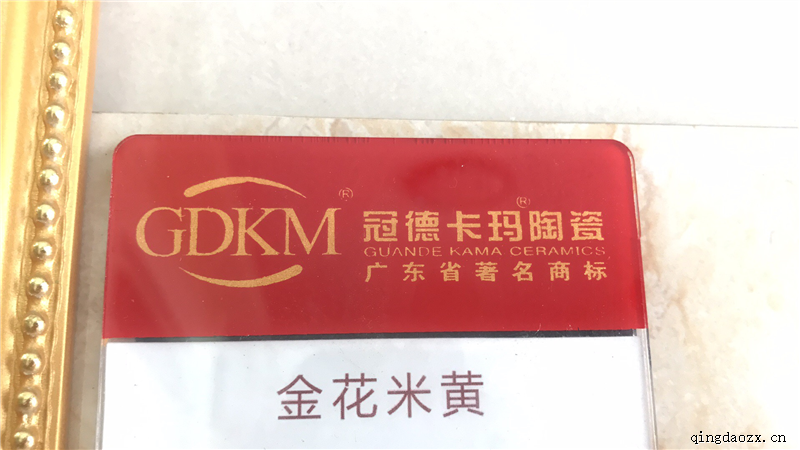 GDKM®
冠德卡玛®陶瓷
GUANDE KAMA CERAMICS
广东省著名商标
金花米黄
qingdaozx.cn